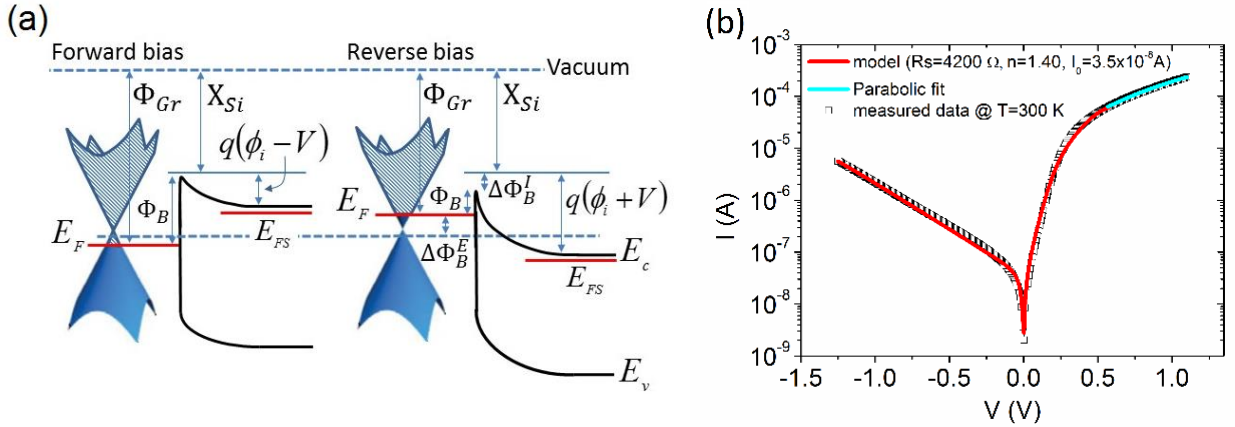 (a)
Forward bias
Reverse bias
Vacuum
Φ_Gr
X_Si
q(ϕ_i − V)
Φ_B
E_F
E_FS
Φ_Gr
X_Si
ΔΦ_B^I
Φ_B
q(ϕ_i + V)
E_F
ΔΦ_B^E
E_c
E_FS
E_v
(b)
model (Rs=4200 Ω, n=1.40, I_0=3.5x10^-8A)
Parabolic fit
measured data @ T=300 K
I (A)
10^-3
10^-4
10^-5
10^-6
10^-7
10^-8
10^-9
-1.5 -1.0 -0.5 0.0 0.5 1.0
V (V)